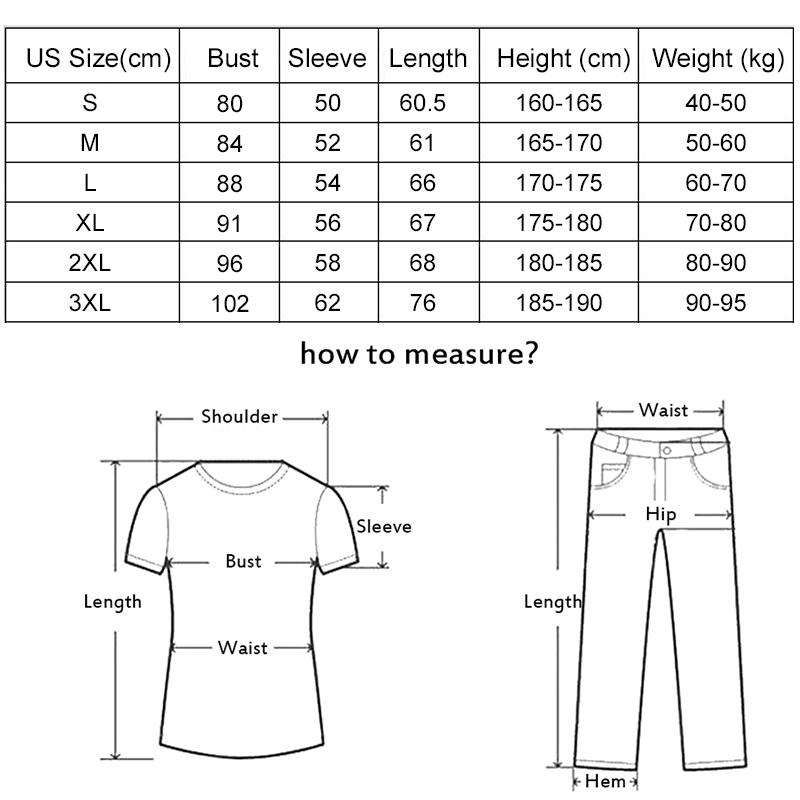 US Size(cm) Bust Sleeve Length Height (cm) Weight (kg)
S 80 50 60.5 160-165 40-50
M 84 52 61 165-170 50-60
L 88 54 66 170-175 60-70
XL 91 56 67 175-180 70-80
2XL 96 58 68 180-185 80-90
3XL 102 62 76 185-190 90-95
how to measure?
Shoulder
Sleeve
Bust
Length
Waist
Waist
Hip
Length
Hem